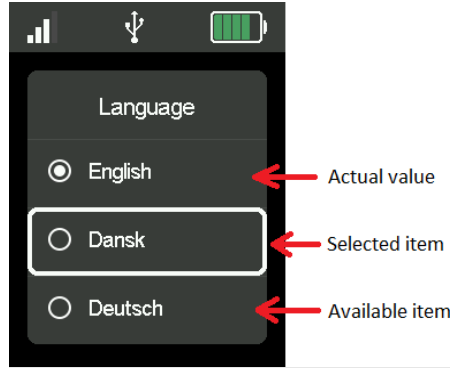 Language
English
Actual value
Dansk
Selected item
Deutsch
Available item